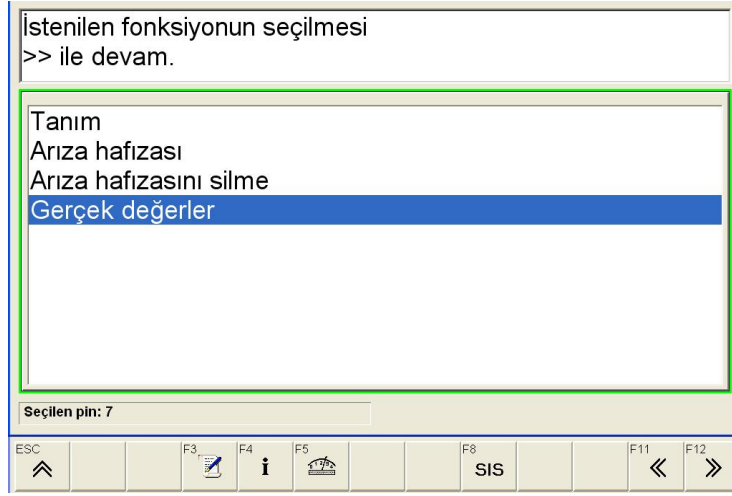 İstenilen fonksiyonun seçilmesi
>> ile devam.
Tanım
Arıza hafızası
Arıza hafızasını silme
Gerçek değerler
Seçilen pin: 7
ESC F3 F4 F5 F8 F11 F12
i SIS « »